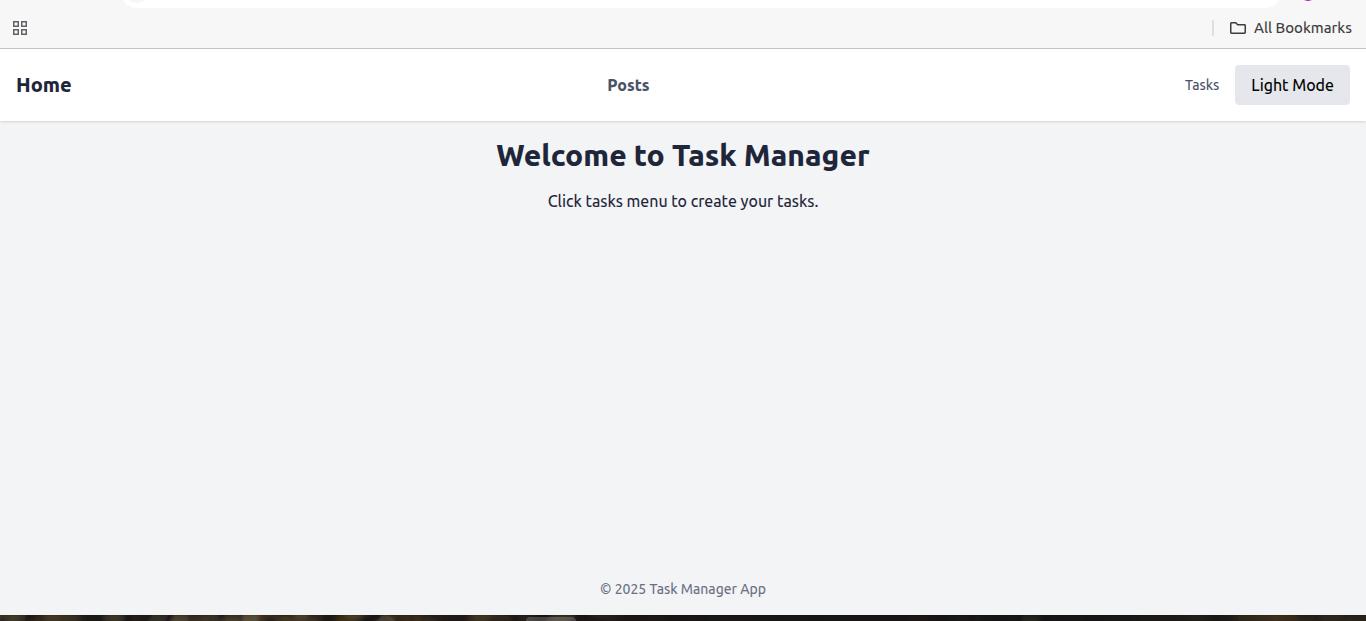 All Bookmarks
Home Posts Tasks Light Mode
Welcome to Task Manager
Click tasks menu to create your tasks.
© 2025 Task Manager App